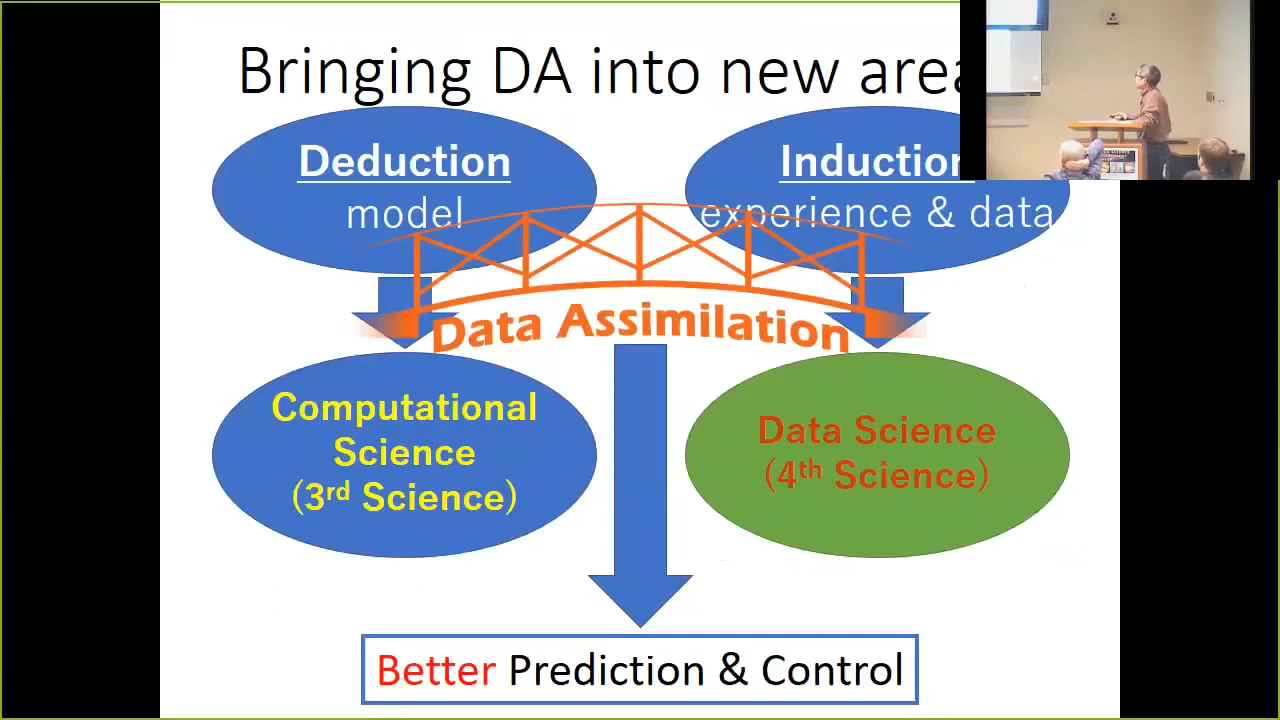 Bringing DA into new area
Deduction
model
Induction
experience & data
Data Assimilation
Computational
Science
(3rd Science)
Data Science
(4th Science)
Better Prediction & Control